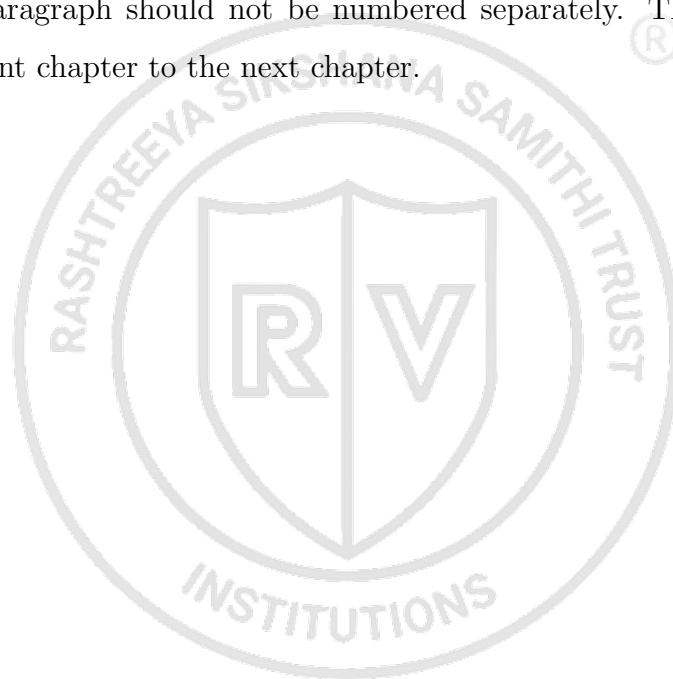 aragraph should not be numbered separately. T
nt chapter to the next chapter.
®
RASHTREEYA SIKSHANA SAMITHI TRUST
R V
INSTITUTIONS